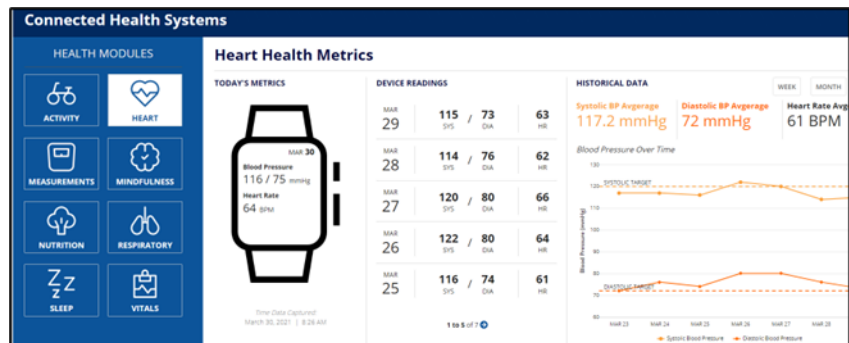 Connected Health Systems
HEALTH MODULES
ACTIVITY
HEART
MEASUREMENTS
MINDFULNESS
NUTRITION
RESPIRATORY
Z Z Z
SLEEP
VITALS
Heart Health Metrics
TODAY'S METRICS
MAR 30
Blood Pressure
116 / 75 mmHg
Heart Rate
64 BPM
Time Data Captured:
March 30, 2021 | 8:26 AM
DEVICE READINGS
MAR
29
115 / 73
SYS DIA
63
HR
MAR
28
114 / 76
SYS DIA
62
HR
MAR
27
120 / 80
SYS DIA
66
HR
MAR
26
122 / 80
SYS DIA
64
HR
MAR
25
116 / 74
SYS DIA
61
HR
1 to 5 of 7
HISTORICAL DATA
WEEK
MONTH
Systolic BP Avgerage
117.2 mmHg
Diastolic BP Avgerage
72 mmHg
Heart Rate Avg
61 BPM
Blood Pressure Over Time
Blood Pressure (mmHg)
130
120
110
90
80
70
60
SYSTOLIC TARGET
DIASTOLIC TARGET
MAR 23 MAR 24 MAR 25 MAR 26 MAR 27 MAR 28
Systolic Blood Pressure Diastolic Blood Pressure